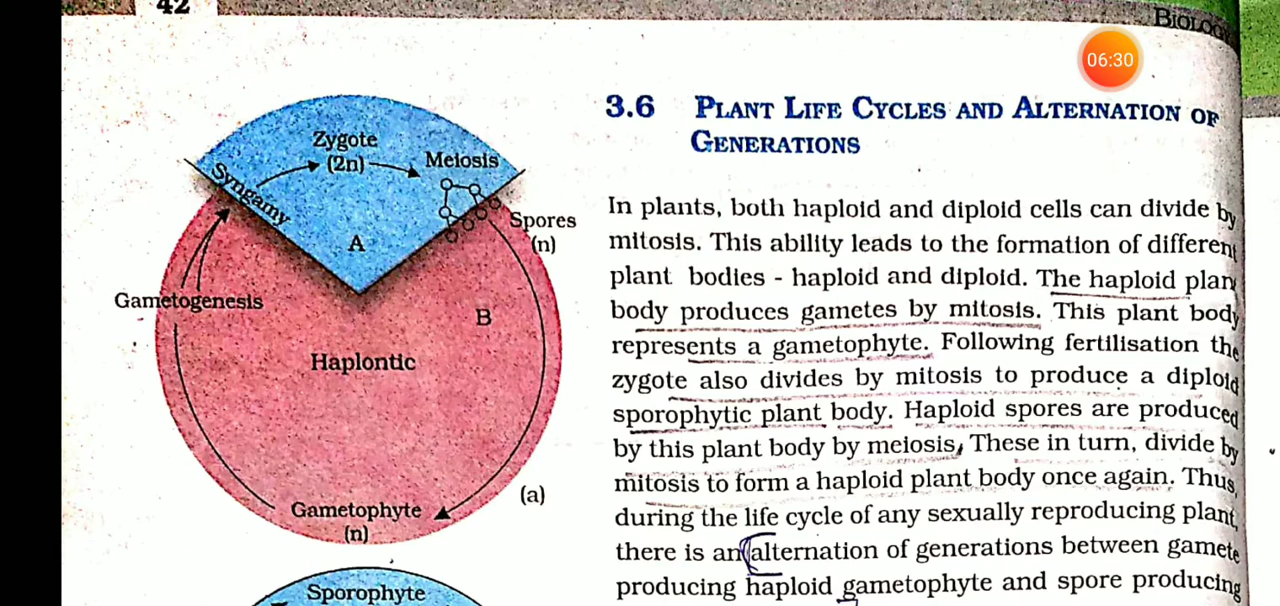 42
BIOLOGY
06:30
3.6 PLANT LIFE CYCLES AND ALTERNATION OF
GENERATIONS
Zygote
(2n)
Meiosis
Syngamy
A
Spores
(n)
Gametogenesis
B
Haplontic
Gametophyte
(n)
(a)
Sporophyte
In plants, both haploid and diploid cells can divide by
mitosis. This ability leads to the formation of different
plant bodies - haploid and diploid. The haploid plan
body produces gametes by mitosis. This plant body
represents a gametophyte. Following fertilisation the
zygote also divides by mitosis to produce a diploid
sporophytic plant body. Haploid spores are produced
by this plant body by meiosis. These in turn, divide by
mitosis to form a haploid plant body once again. Thus,
during the life cycle of any sexually reproducing plant,
there is an alternation of generations between gamete
producing haploid gametophyte and spore producing